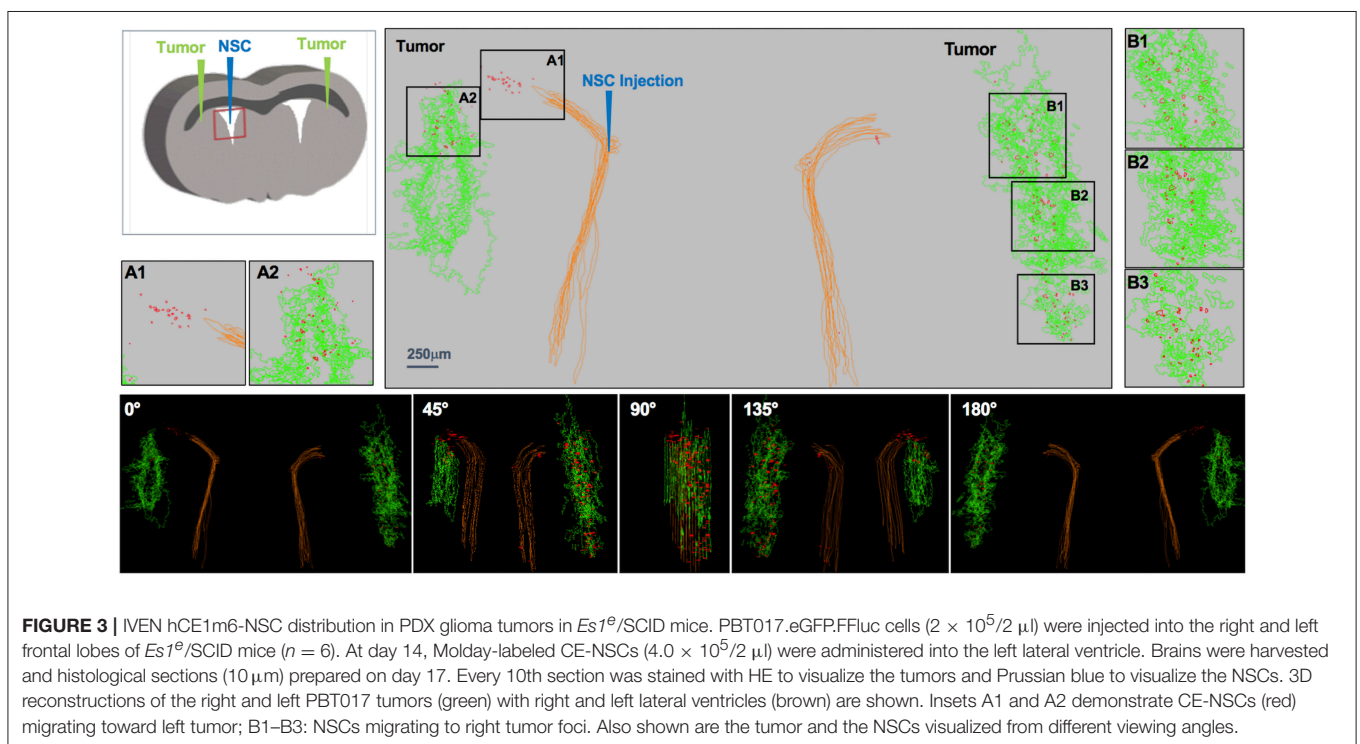 Tumor NSC Tumor
Tumor
A1
A2
NSC Injection
250μm
Tumor
B1
B2
B3
B1
B2
B3
A1
A2
0°
45°
90°
135°
180°
FIGURE 3 | IVEN hCE1m6-NSC distribution in PDX glioma tumors in Es1ᵉ/SCID mice. PBT017.eGFP.FFluc cells (2 × 10⁵/2 μl) were injected into the right and left
frontal lobes of Es1ᵉ/SCID mice (n = 6). At day 14, Molday-labeled CE-NSCs (4.0 × 10⁵/2 μl) were administered into the left lateral ventricle. Brains were harvested
and histological sections (10 μm) prepared on day 17. Every 10th section was stained with HE to visualize the tumors and Prussian blue to visualize the NSCs. 3D
reconstructions of the right and left PBT017 tumors (green) with right and left lateral ventricles (brown) are shown. Insets A1 and A2 demonstrate CE-NSCs (red)
migrating toward left tumor; B1–B3: NSCs migrating to right tumor foci. Also shown are the tumor and the NSCs visualized from different viewing angles.